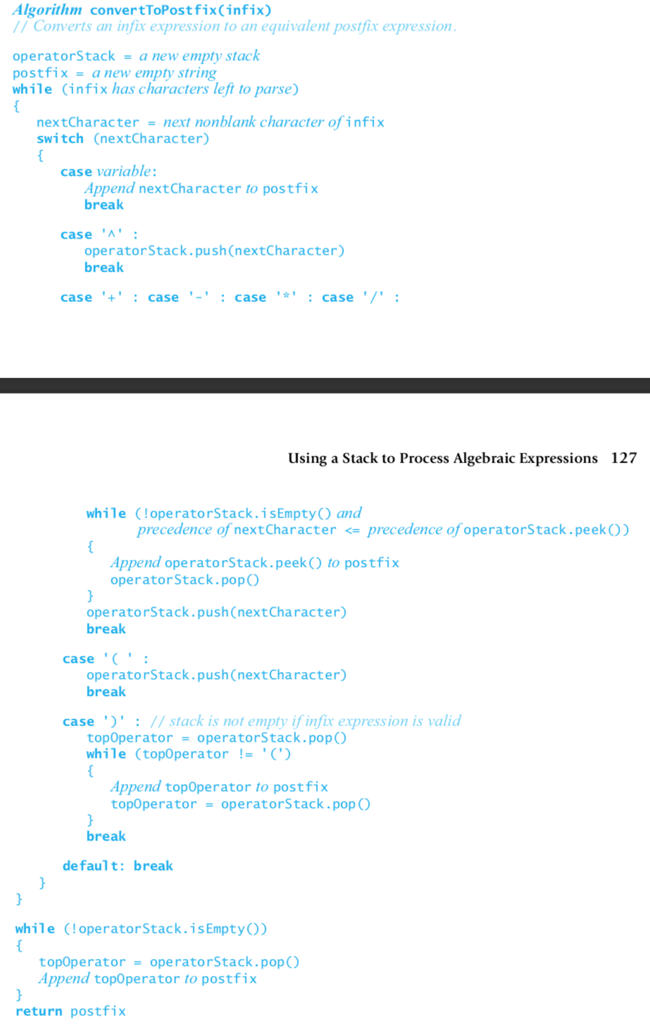 Algorithm convertToPostfix(infix)
// Converts an infix expression to an equivalent postfix expression.
operatorStack = a new empty stack
postfix = a new empty string
while (infix has characters left to parse)
{
nextCharacter = next nonblank character of infix
switch (nextCharacter)
{
case variable:
Append nextCharacter to postfix
break
case '^' :
operatorStack.push(nextCharacter)
break
case '+' : case '-' : case '*' : case '/' :
Using a Stack to Process Algebraic Expressions 127
while (!operatorStack.isEmpty() and
precedence of nextCharacter <= precedence of operatorStack.peek())
{
Append operatorStack.peek() to postfix
operatorStack.pop()
}
operatorStack.push(nextCharacter)
break
case '( ' :
operatorStack.push(nextCharacter)
break
case ')' : // stack is not empty if infix expression is valid
topOperator = operatorStack.pop()
while (topOperator != '(')
{
Append topOperator to postfix
topOperator = operatorStack.pop()
}
break
default: break
}
}
while (!operatorStack.isEmpty())
{
topOperator = operatorStack.pop()
Append topOperator to postfix
}
return postfix